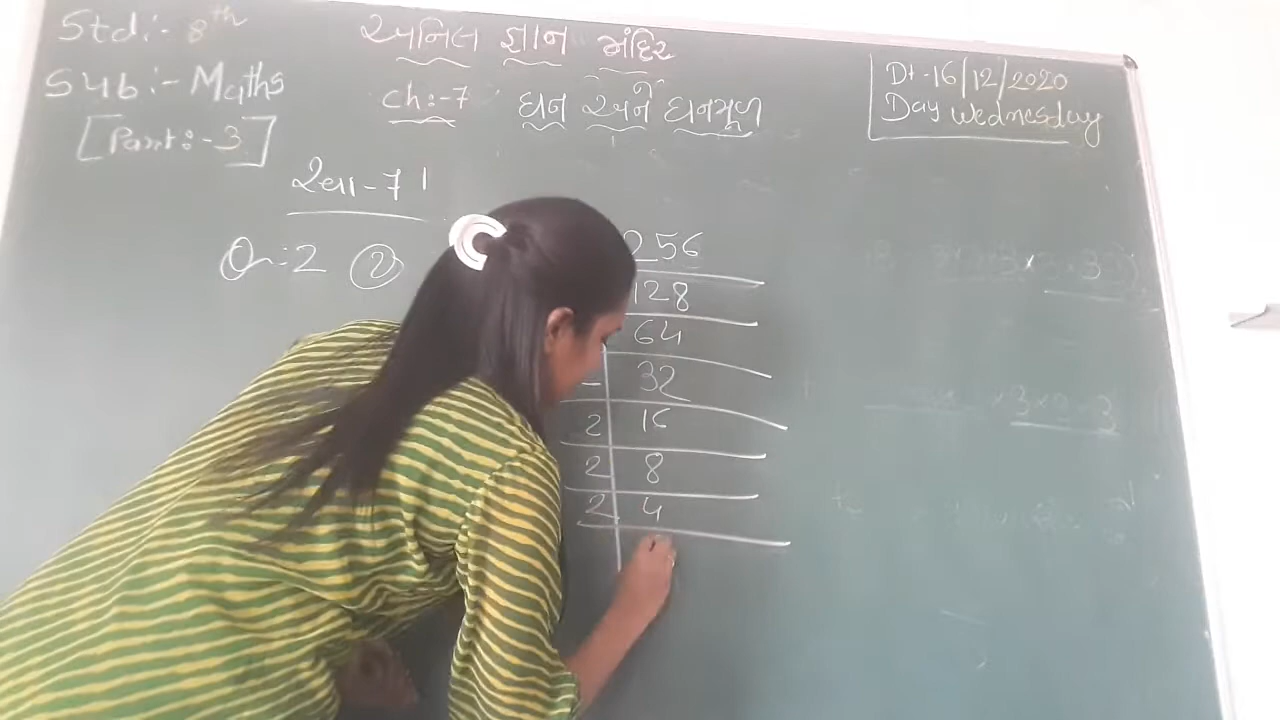 Std:- 8th
અનિલ જ્ઞાન મંદિર
Sub:- Maths
Ch:-7 ઘન અને ઘનમૂળ
Dt-16/12/2020
Day Wednesday
[Part:-3]
સ્વા-7.1
Q:2 (2)
256
128
64
32
2 16
2 8
2 4